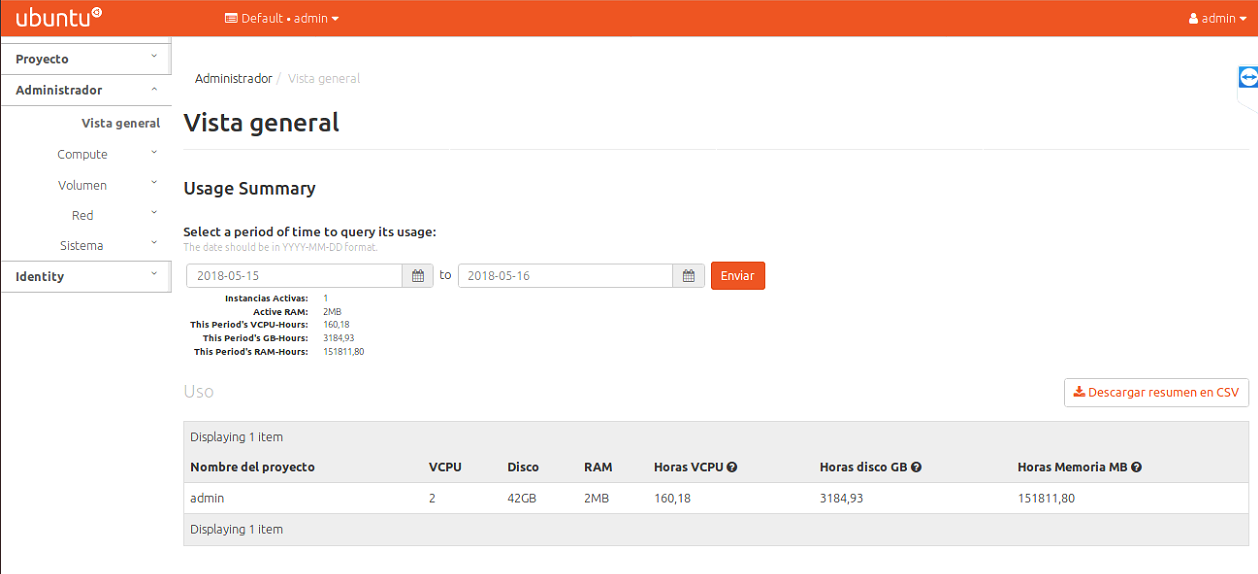 ubuntu Default • admin admin
Proyecto
Administrador
Vista general
Compute
Volumen
Red
Sistema
Identity
Administrador / Vista general
Vista general
Usage Summary
Select a period of time to query its usage:
The date should be in YYYY-MM-DD format.
2018-05-15 to 2018-05-16 Enviar
Instancias Activas: 1
Active RAM: 2MB
This Period's VCPU-Hours: 160,18
This Period's GB-Hours: 3184,93
This Period's RAM-Hours: 151811,80
Uso Descargar resumen en CSV
Displaying 1 item
Nombre del proyecto VCPU Disco RAM Horas VCPU Horas disco GB Horas Memoria MB
admin 2 42GB 2MB 160,18 3184,93 151811,80
Displaying 1 item